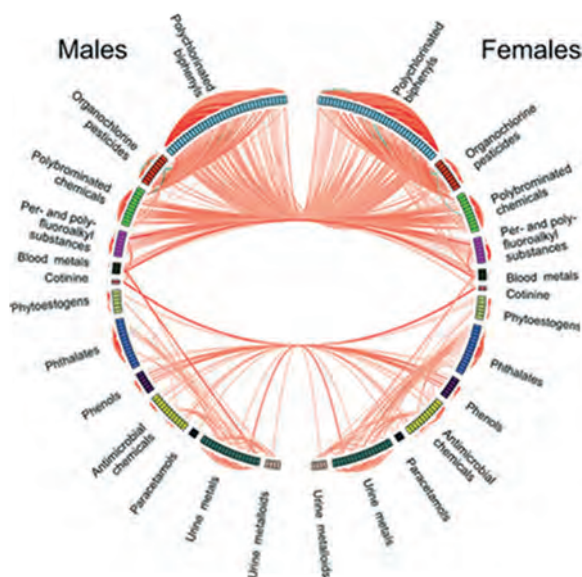 Males
Females
Polychlorinated
biphenyls
Organochlorine
pesticides
Polybrominated
chemicals
Per- and poly-
fluoroalkyl
substances
Blood metals
Cotinine
Phytoestogens
Phthalates
Phenols
Antimicrobial
chemicals
Paracetamols
Urine metals
Urine metalloids
Polychlorinated
biphenyls
Organochlorine
pesticides
Polybrominated
chemicals
Per- and poly-
fluoroalkyl
substances
Blood metals
Cotinine
Phytoestogens
Phthalates
Phenols
Antimicrobial
chemicals
Paracetamols
Urine metals
Urine metalloids